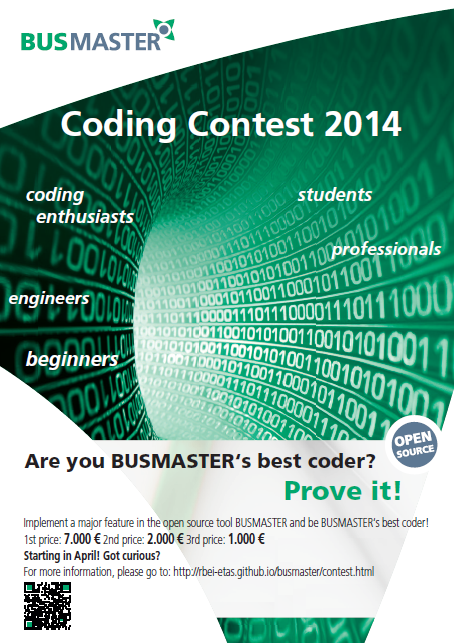 BUSMASTER
Coding Contest 2014
coding
enthusiasts
students
professionals
engineers
beginners
OPEN
SOURCE
Are you BUSMASTER's best coder?
Prove it!
Implement a major feature in the open source tool BUSMASTER and be BUSMASTER's best coder!
1st price: 7.000 € 2nd price: 2.000 € 3rd price: 1.000 €
Starting in April! Got curious?
For more information, please go to: http://rbei-etas.github.io/busmaster/contest.html